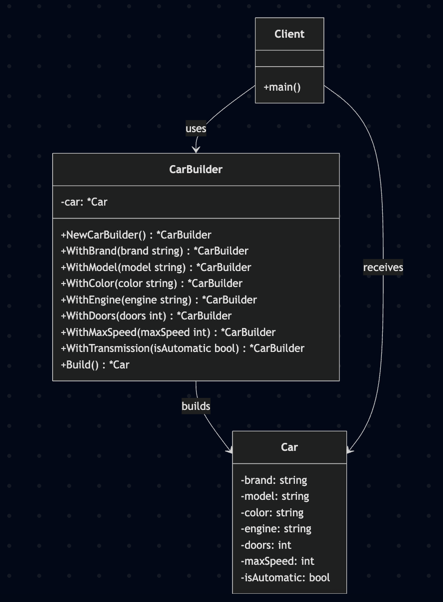 Client
+main()
uses
CarBuilder
-car: *Car
+NewCarBuilder() : *CarBuilder
+WithBrand(brand string) : *CarBuilder
+WithModel(model string) : *CarBuilder
+WithColor(color string) : *CarBuilder
+WithEngine(engine string) : *CarBuilder
+WithDoors(doors int) : *CarBuilder
+WithMaxSpeed(maxSpeed int) : *CarBuilder
+WithTransmission(isAutomatic bool) : *CarBuilder
+Build() : *Car
receives
builds
Car
-brand: string
-model: string
-color: string
-engine: string
-doors: int
-maxSpeed: int
-isAutomatic: bool